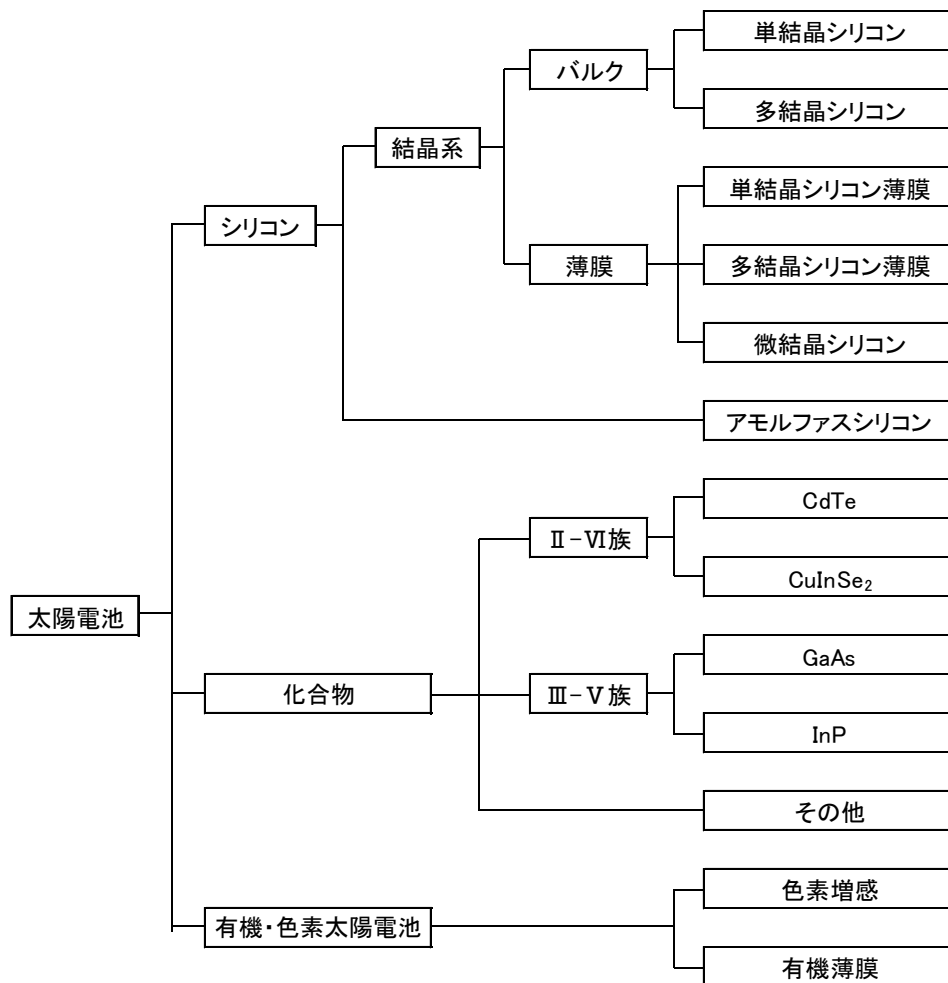 単結晶シリコン
バルク
多結晶シリコン
結晶系
単結晶シリコン薄膜
シリコン
薄膜
多結晶シリコン薄膜
微結晶シリコン
アモルファスシリコン
CdTe
Ⅱ-Ⅵ族
CuInSe₂
太陽電池
GaAs
化合物
Ⅲ-Ⅴ族
InP
その他
色素増感
有機・色素太陽電池
有機薄膜